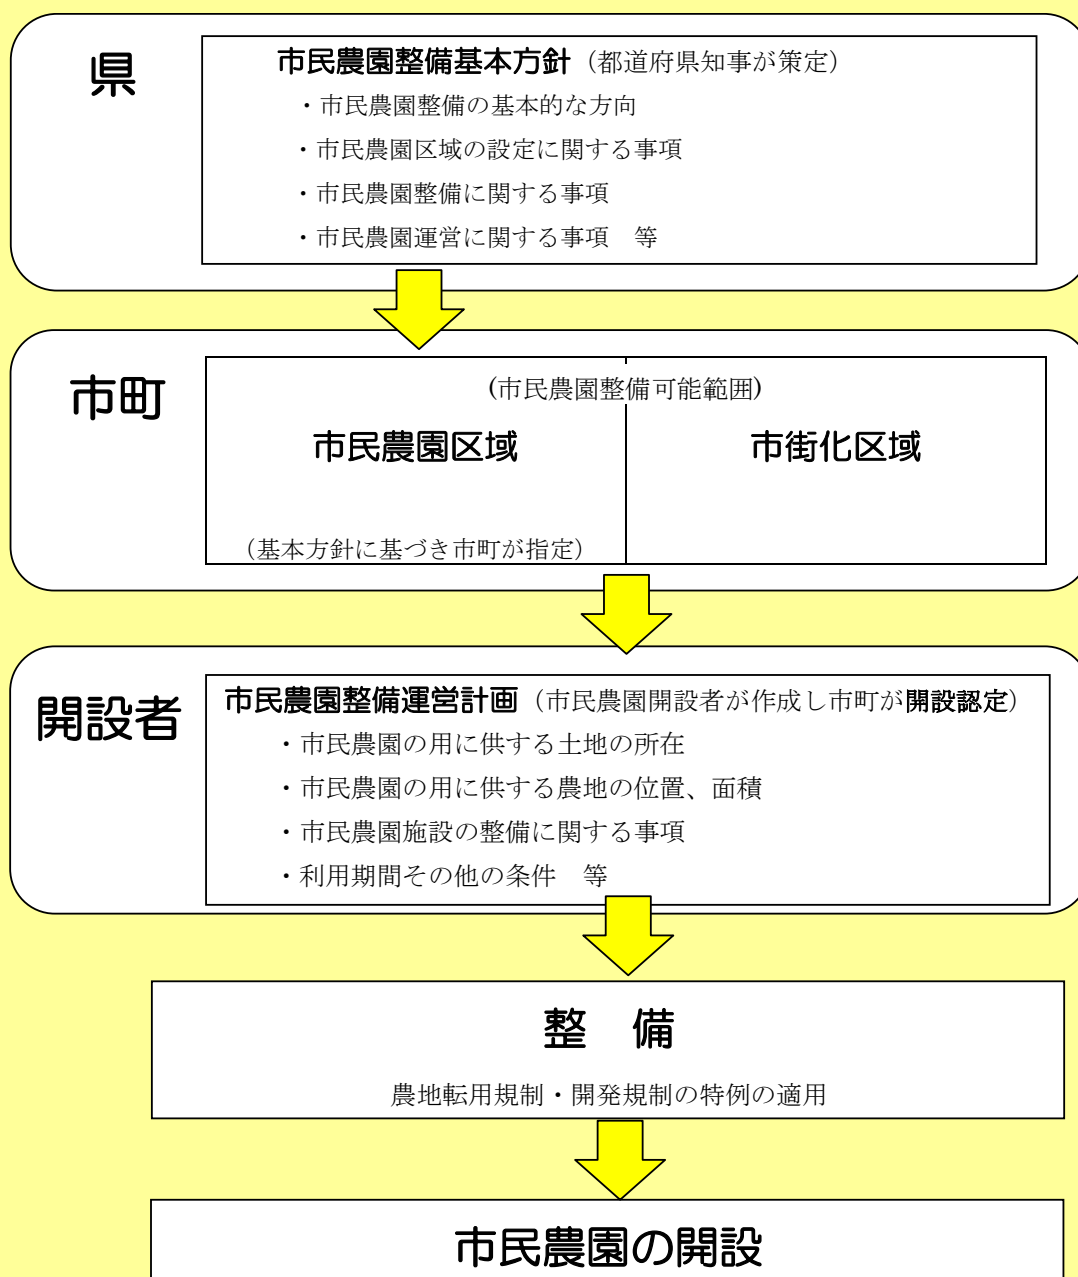 県
市民農園整備基本方針（都道府県知事が策定）
・市民農園整備の基本的な方向
・市民農園区域の設定に関する事項
・市民農園整備に関する事項
・市民農園運営に関する事項　等
市町
(市民農園整備可能範囲)
市民農園区域
市街化区域
（基本方針に基づき市町が指定）
開設者
市民農園整備運営計画（市民農園開設者が作成し市町が開設認定）
・市民農園の用に供する土地の所在
・市民農園の用に供する農地の位置、面積
・市民農園施設の整備に関する事項
・利用期間その他の条件　等
整　備
農地転用規制・開発規制の特例の適用
市民農園の開設